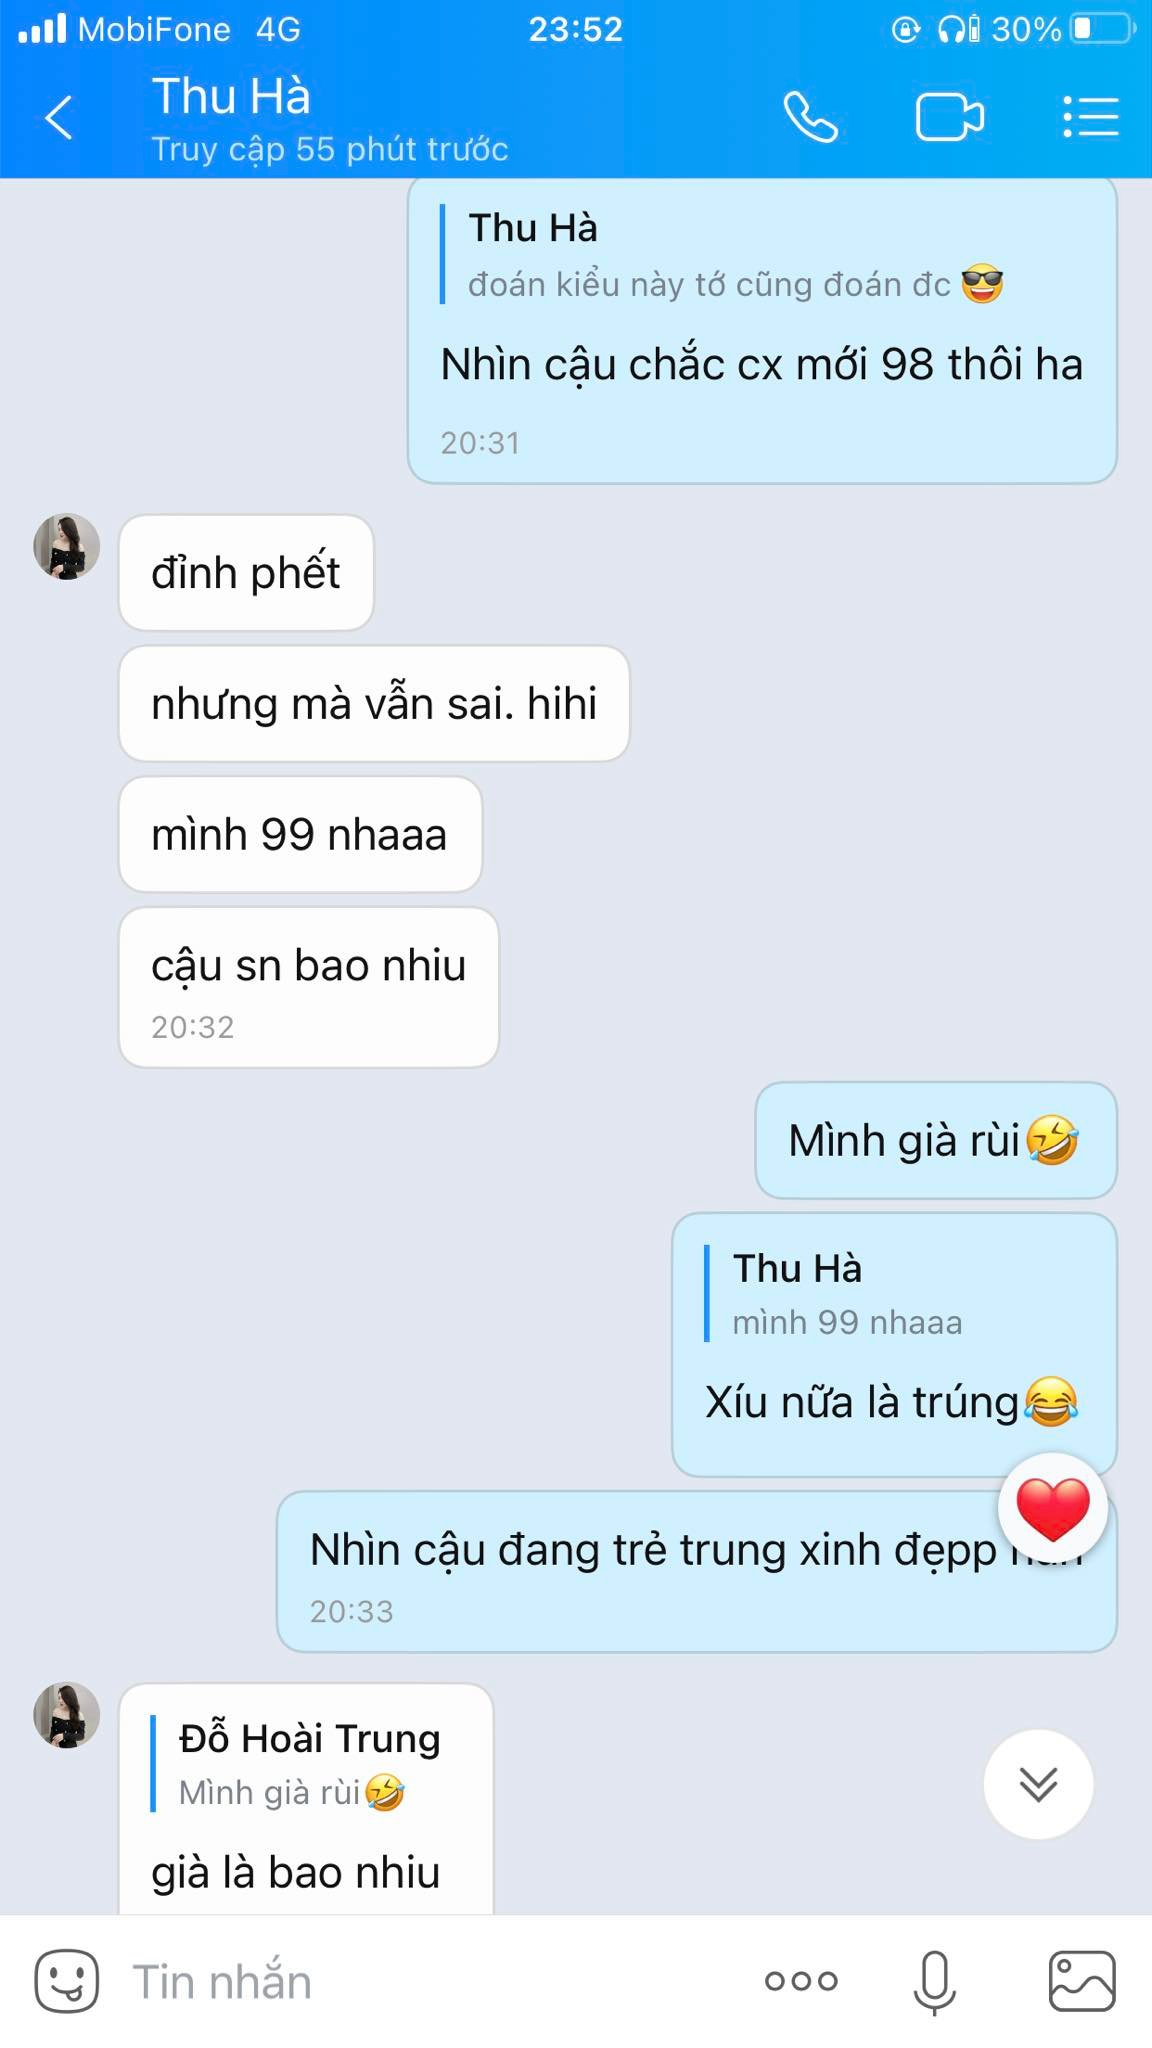 MobiFone 4G 23:52 30%
Thu Hà
Truy cập 55 phút trước
Thu Hà
đoán kiểu này tớ cũng đoán đc 😎
Nhìn cậu chắc cx mới 98 thôi ha
20:31
đỉnh phết
nhưng mà vẫn sai. hihi
mình 99 nhaaa
cậu sn bao nhiu
20:32
Mình già rùi🤣
Thu Hà
mình 99 nhaaa
Xíu nữa là trúng😂
Nhìn cậu đang trẻ trung xinh đẹpp
20:33
Đỗ Hoài Trung
Mình già rùi🤣
già là bao nhiu
Tin nhắn